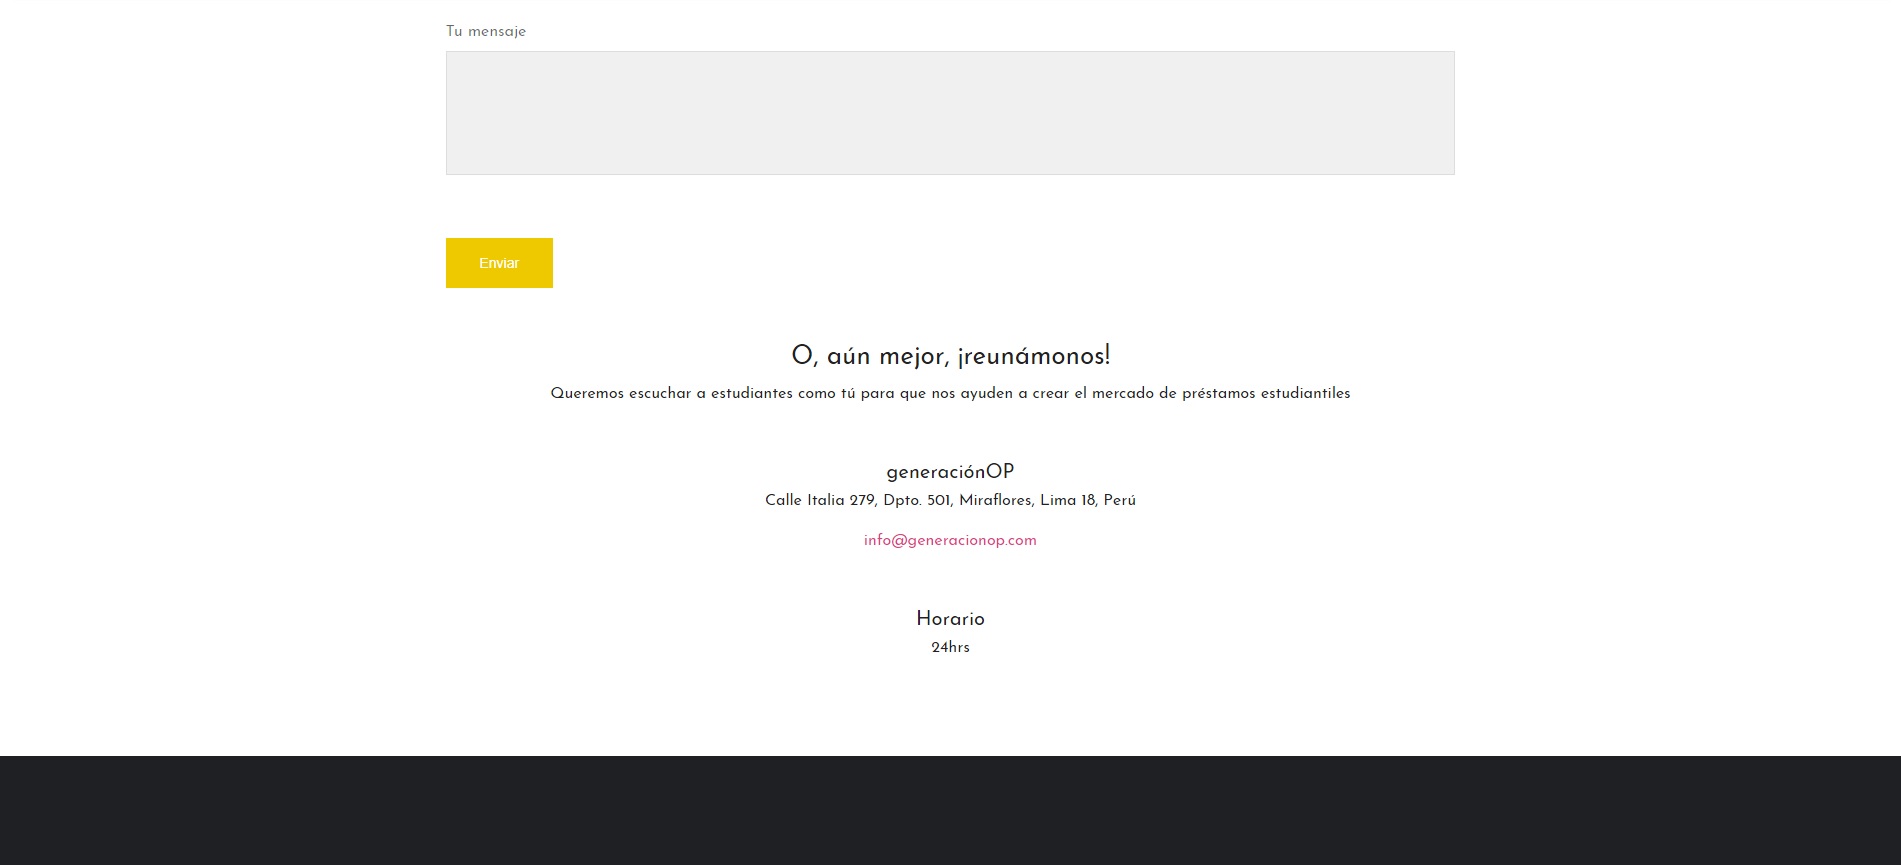 Tu mensaje
Enviar
O, aún mejor, ¡reunámonos!
Queremos escuchar a estudiantes como tú para que nos ayuden a crear el mercado de préstamos estudiantiles
generaciónOP
Calle Italia 279, Dpto. 501, Miraflores, Lima 18, Perú
info@generacionop.com
Horario
24hrs